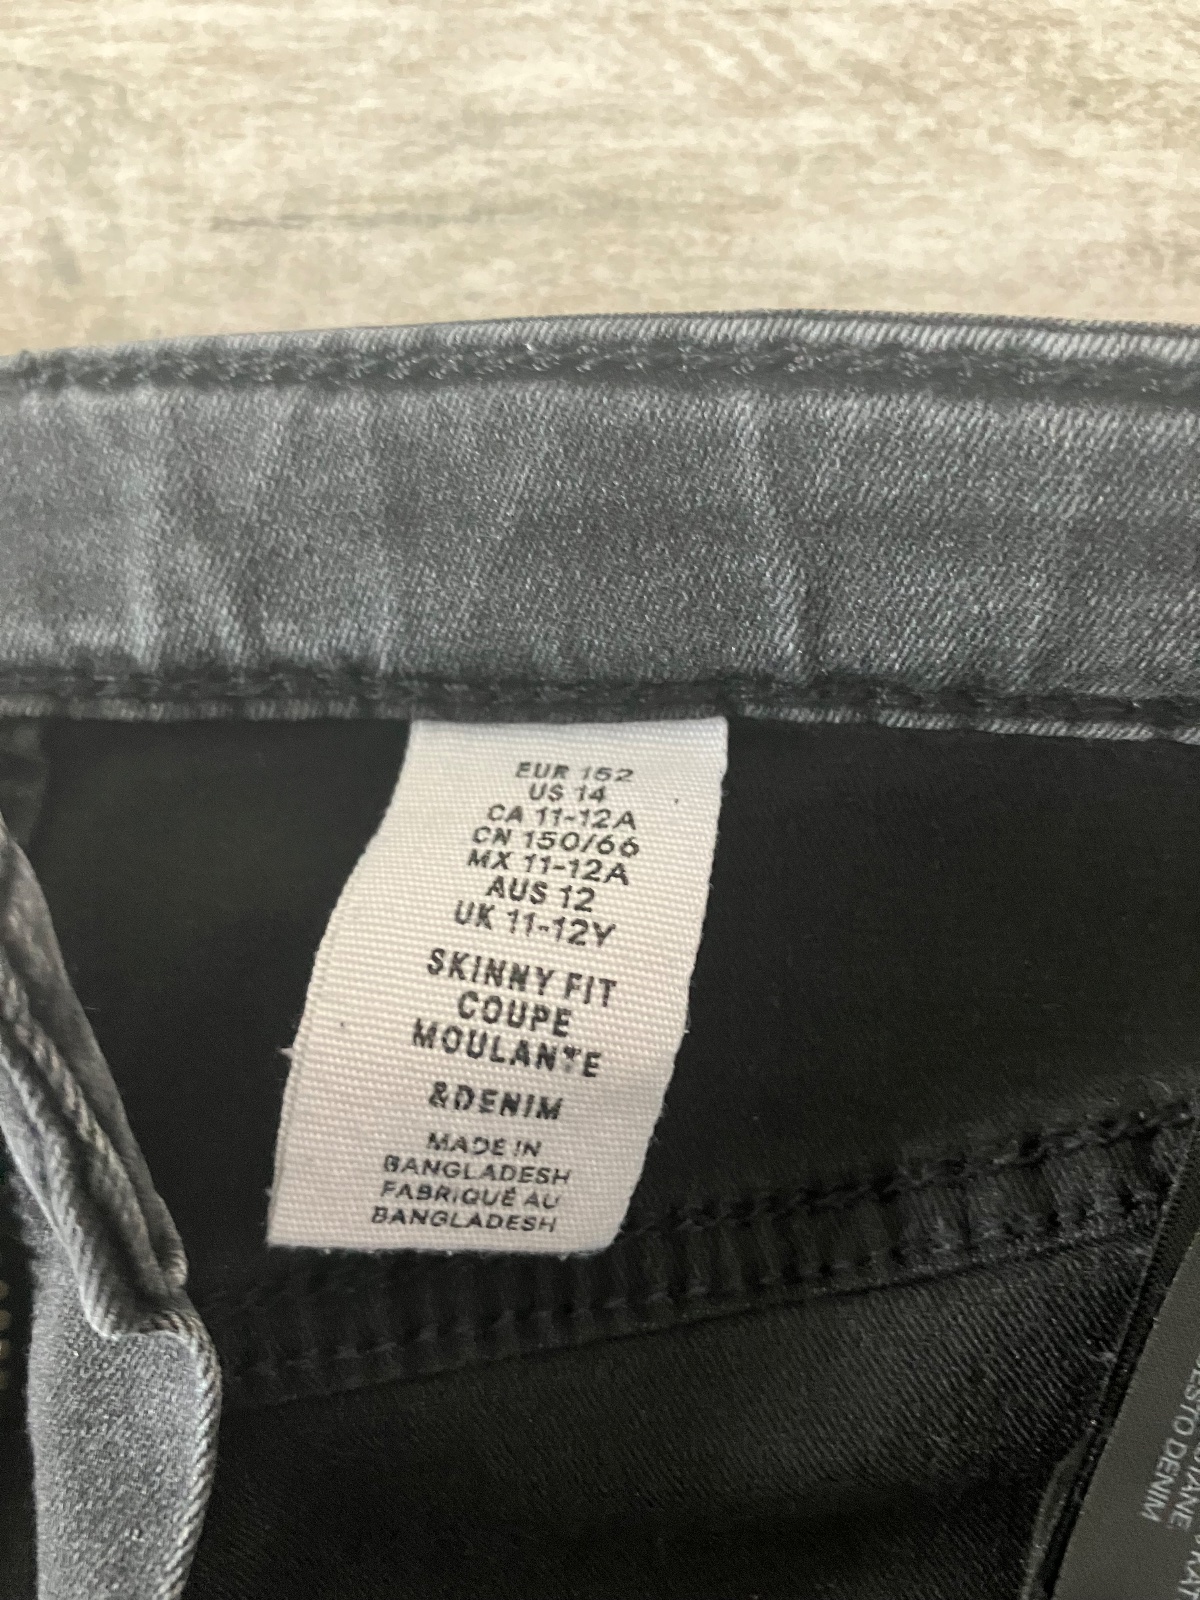 EUR 152
US 14
CA 11-12A
CN 150/66
MX 11-12A
AUS 12
UK 11-12Y
SKINNY FIT
COUPE
MOULANTE
&DENIM
MADE IN
BANGLADESH
FABRIQUÉ AU
BANGLADESH
DENIM